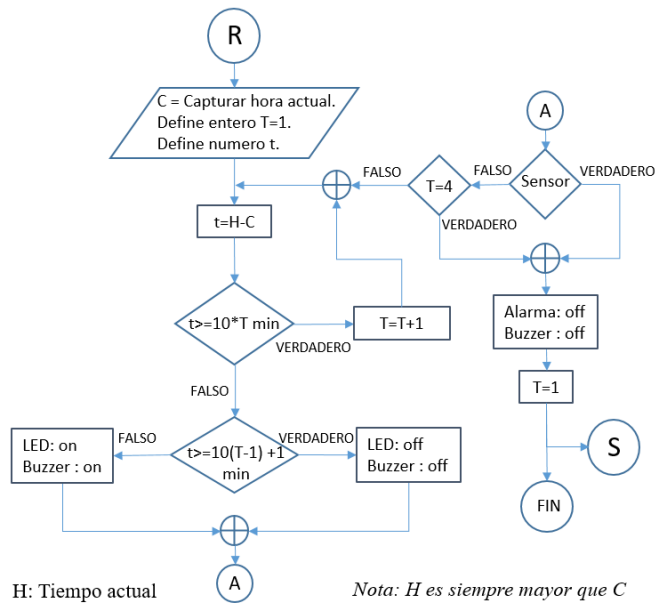 R
C = Capturar hora actual.
Define entero T=1.
Define numero t.
A
Sensor
FALSO
VERDADERO
T=4
FALSO
VERDADERO
t=H-C
t>=10*T min
VERDADERO
T=T+1
FALSO
Alarma: off
Buzzer : off
T=1
t>=10(T-1) +1
min
FALSO
VERDADERO
LED: on
Buzzer : on
LED: off
Buzzer : off
S
FIN
A
H: Tiempo actual
Nota: H es siempre mayor que C